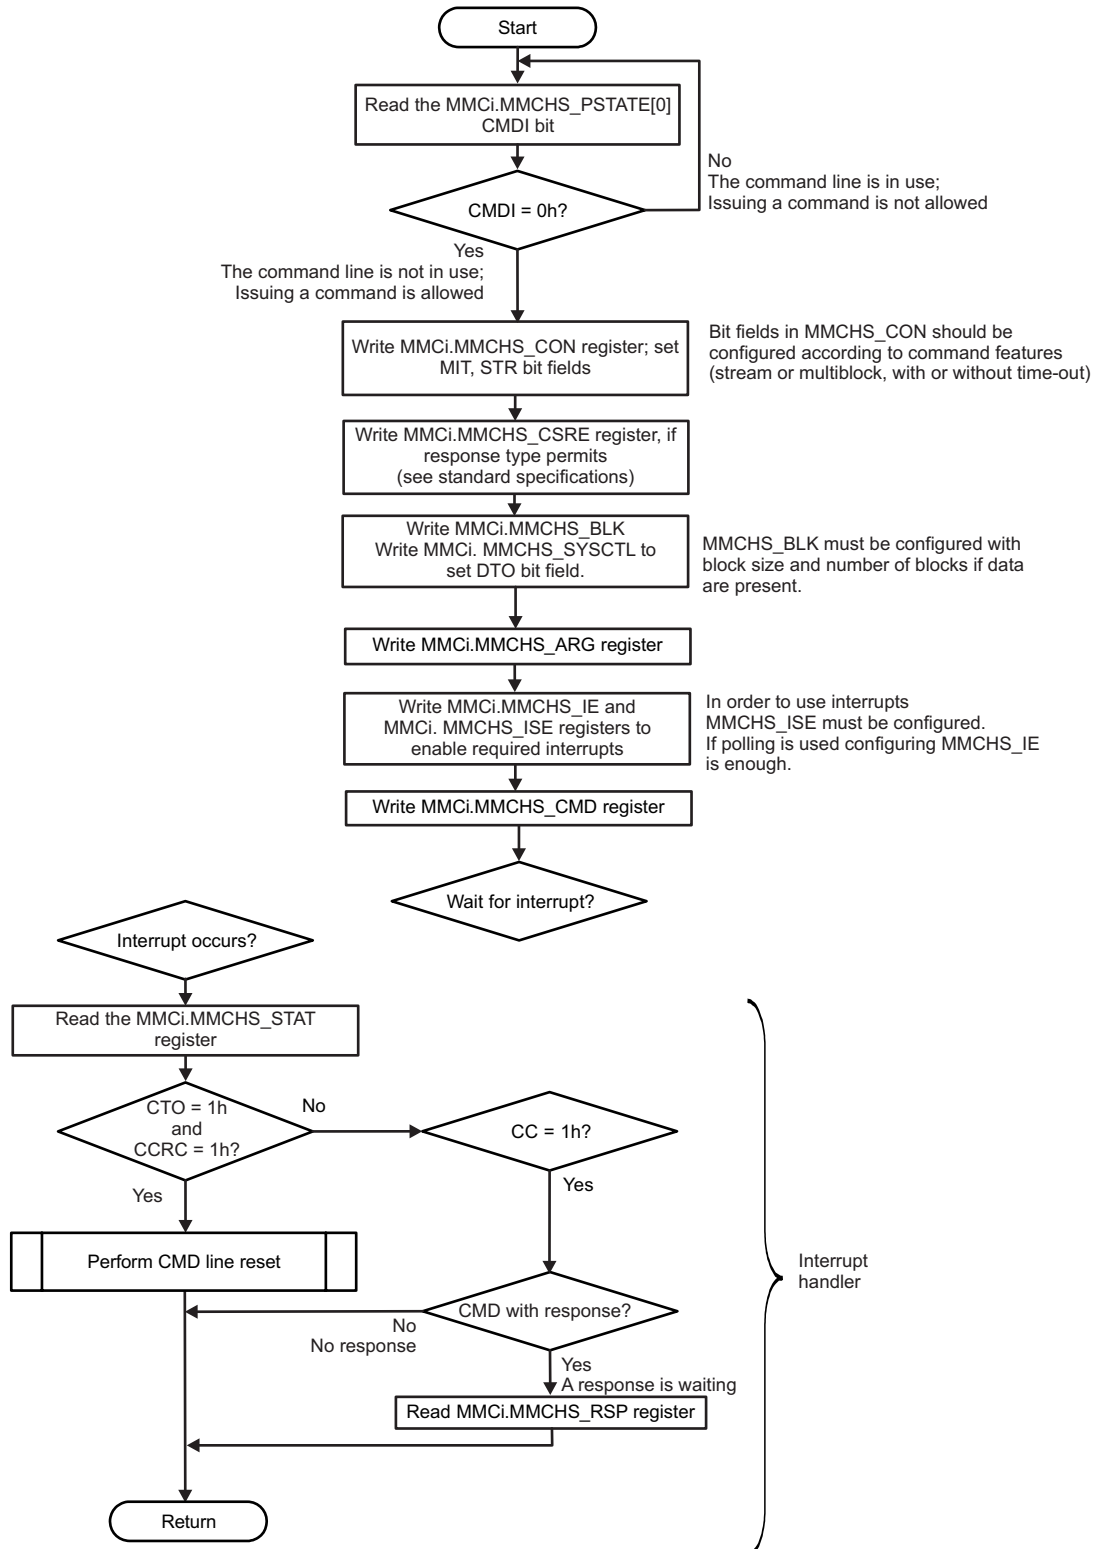 Start
Read the MMCi.MMCHS_PSTATE[0]
CMDI bit
No
The command line is in use;
Issuing a command is not allowed
CMDI = 0h?
Yes
The command line is not in use;
Issuing a command is allowed
Write MMCi.MMCHS_CON register; set
MIT, STR bit fields
Bit fields in MMCHS_CON should be
configured according to command features
(stream or multiblock, with or without time-out)
Write MMCi.MMCHS_CSRE register, if
response type permits
(see standard specifications)
Write MMCi.MMCHS_BLK
Write MMCi. MMCHS_SYSCTL to
set DTO bit field.
MMCHS_BLK must be configured with
block size and number of blocks if data
are present.
Write MMCi.MMCHS_ARG register
Write MMCi.MMCHS_IE and
MMCi. MMCHS_ISE registers to
enable required interrupts
In order to use interrupts
MMCHS_ISE must be configured.
If polling is used configuring MMCHS_IE
is enough.
Write MMCi.MMCHS_CMD register
Wait for interrupt?
Interrupt occurs?
Read the MMCi.MMCHS_STAT
register
CTO = 1h
and
CCRC = 1h?
No
CC = 1h?
Yes
Yes
Perform CMD line reset
Interrupt
handler
CMD with response?
No
No response
Yes
A response is waiting
Read MMCi.MMCHS_RSP register
Return